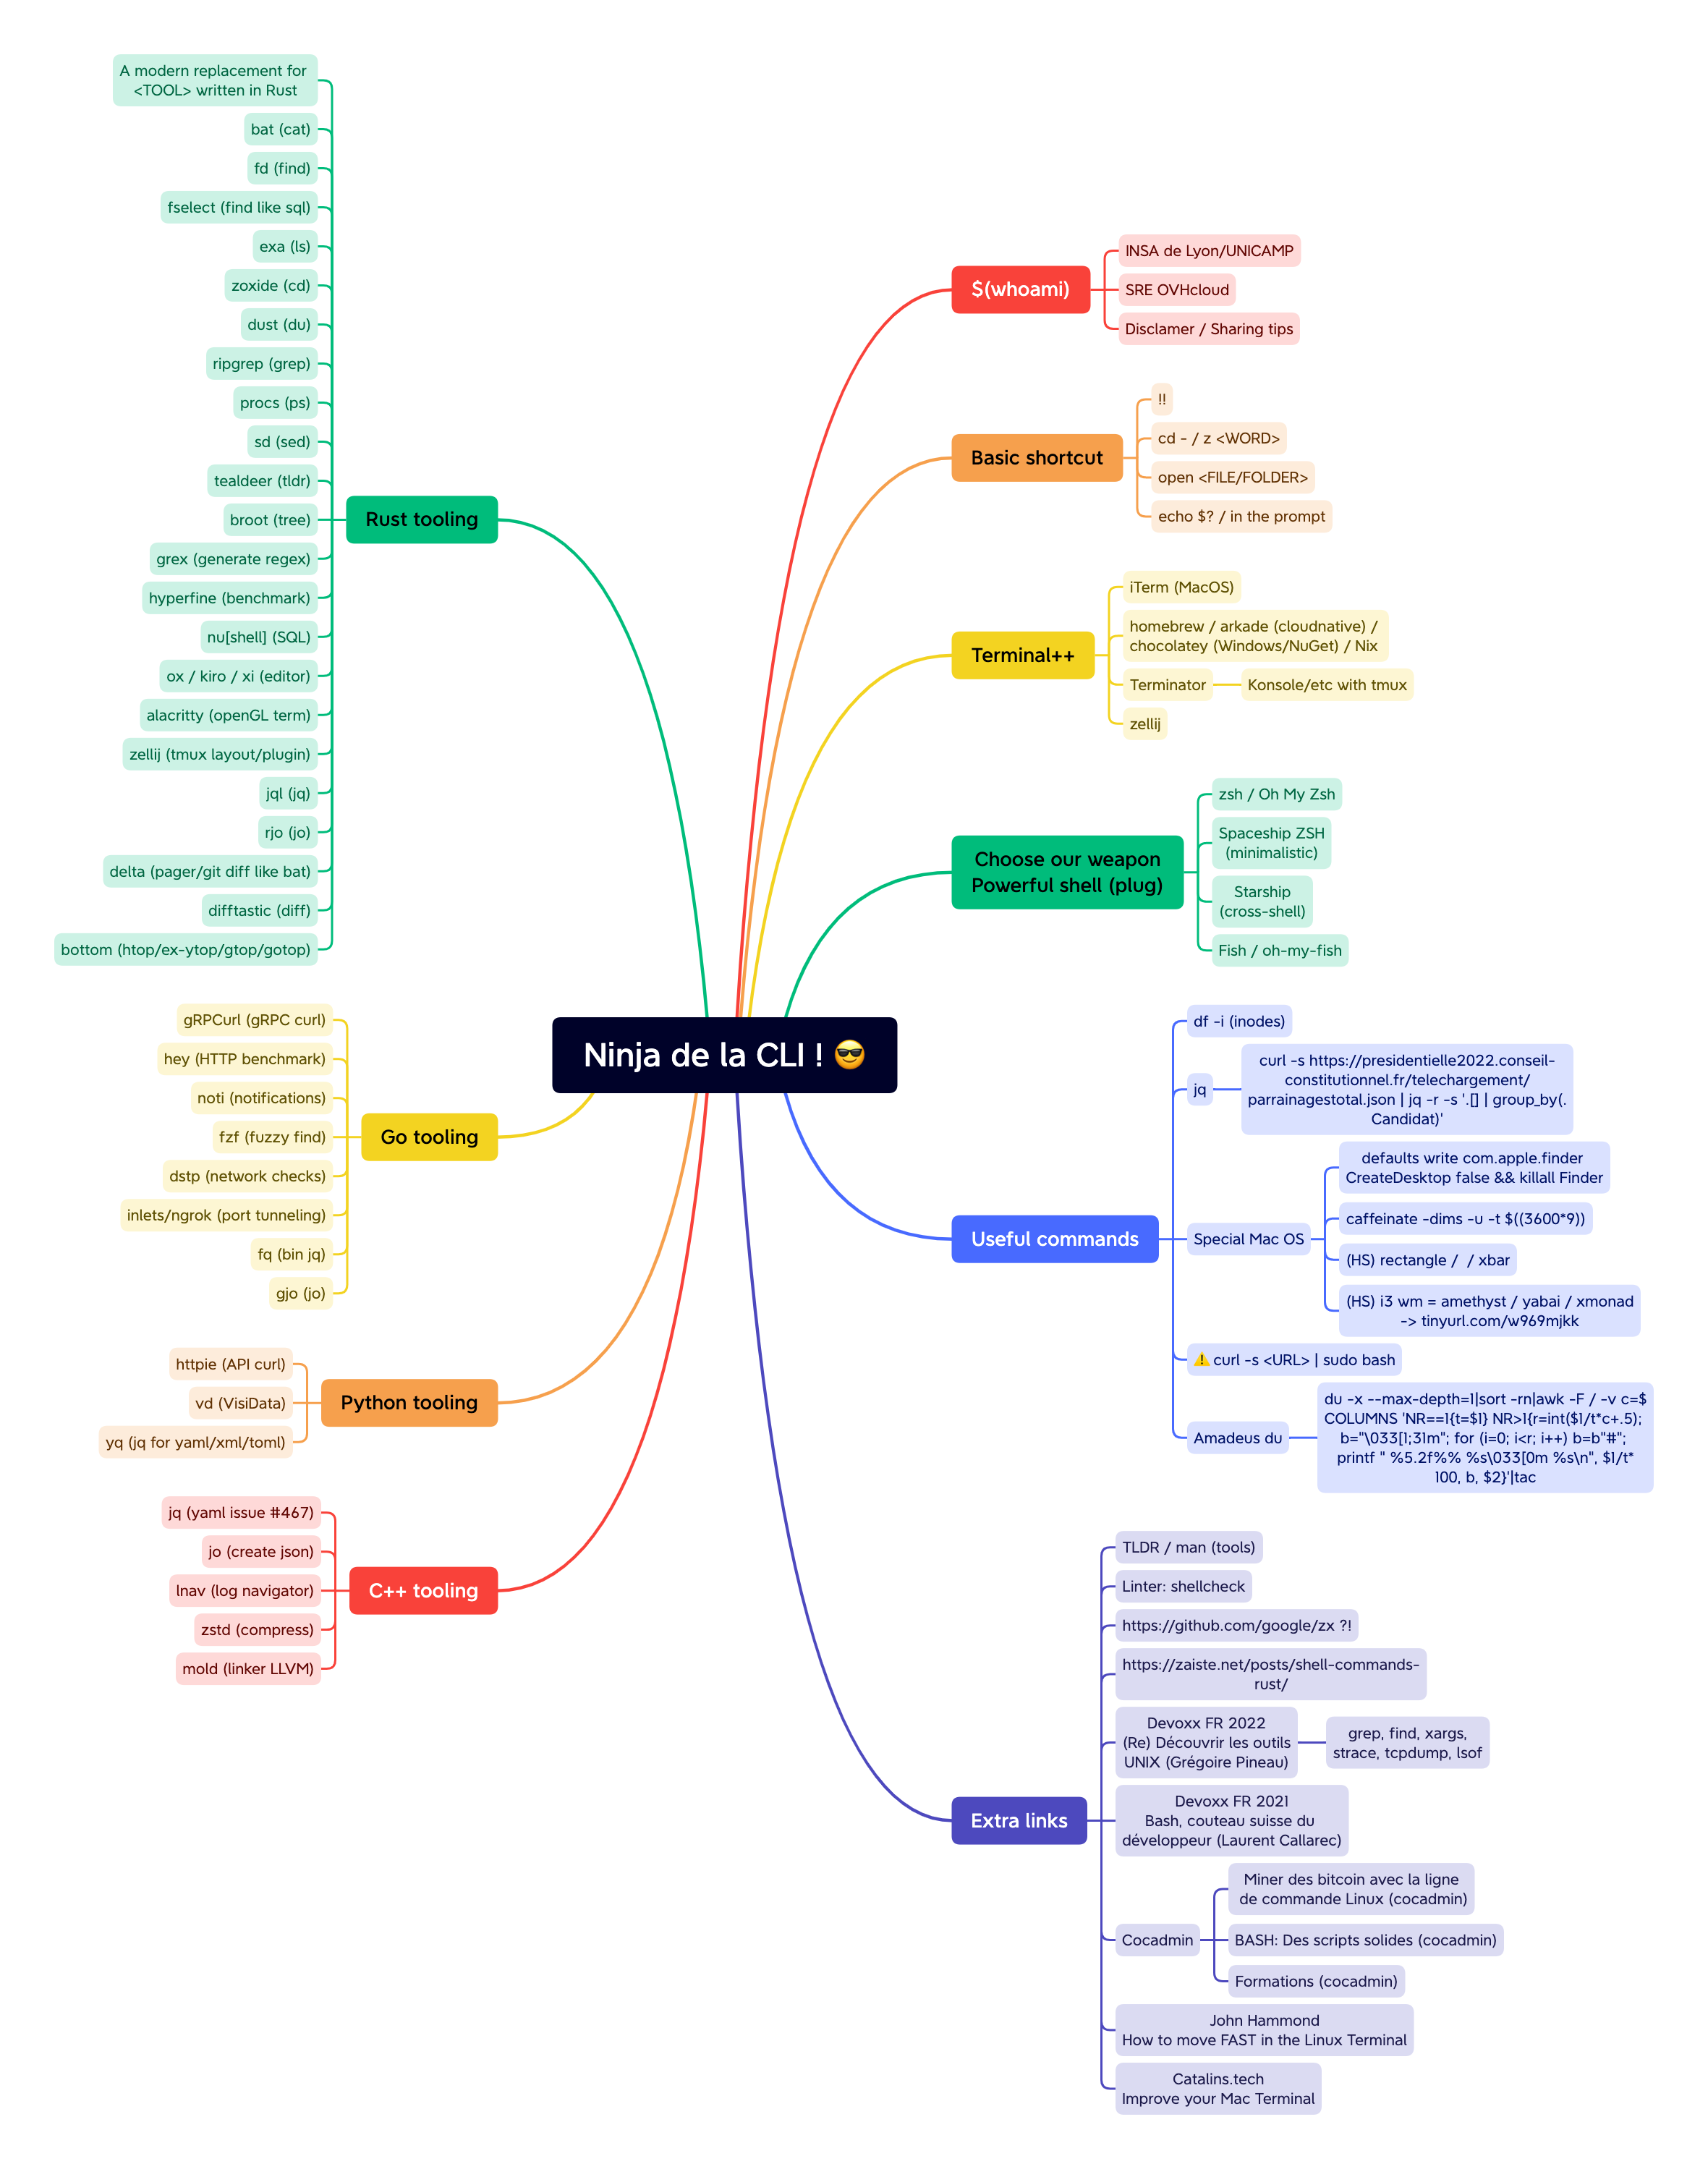 Ninja de la CLI ! 😎
$(whoami)
INSA de Lyon/UNICAMP
SRE OVHcloud
Disclamer / Sharing tips
Basic shortcut
!!
cd - / z <WORD>
open <FILE/FOLDER>
echo $? / in the prompt
Terminal++
iTerm (MacOS)
homebrew / arkade (cloudnative) /
chocolatey (Windows/NuGet) / Nix
Terminator
Konsole/etc with tmux
zellij
Choose our weapon
Powerful shell (plug)
zsh / Oh My Zsh
Spaceship ZSH
(minimalistic)
Starship
(cross-shell)
Fish / oh-my-fish
Useful commands
df -i (inodes)
jq
curl -s https://presidentielle2022.conseil-
constitutionnel.fr/telechargement/
parrainagestotal.json | jq -r -s '.[] | group_by(.
Candidat)'
Special Mac OS
defaults write com.apple.finder
CreateDesktop false && killall Finder
caffeinate -dims -u -t $((3600*9))
(HS) rectangle /  / xbar
(HS) i3 wm = amethyst / yabai / xmonad
-> tinyurl.com/w969mjkk
⚠️ curl -s <URL> | sudo bash
Amadeus du
du -x --max-depth=1|sort -rn|awk -F / -v c=$
COLUMNS 'NR==1{t=$1} NR>1{r=int($1/t*c+.5);
b="\033[1;31m"; for (i=0; i<r; i++) b=b"#";
printf " %5.2f%% %s\033[0m %s\n", $1/t*
100, b, $2}'|tac
Extra links
TLDR / man (tools)
Linter: shellcheck
https://github.com/google/zx ?!
https://zaiste.net/posts/shell-commands-
rust/
Devoxx FR 2022
(Re) Découvrir les outils
UNIX (Grégoire Pineau)
grep, find, xargs,
strace, tcpdump, lsof
Devoxx FR 2021
Bash, couteau suisse du
développeur (Laurent Callarec)
Cocadmin
Miner des bitcoin avec la ligne
de commande Linux (cocadmin)
BASH: Des scripts solides (cocadmin)
Formations (cocadmin)
John Hammond
How to move FAST in the Linux Terminal
Catalins.tech
Improve your Mac Terminal
Rust tooling
A modern replacement for
<TOOL> written in Rust
bat (cat)
fd (find)
fselect (find like sql)
exa (ls)
zoxide (cd)
dust (du)
ripgrep (grep)
procs (ps)
sd (sed)
tealdeer (tldr)
broot (tree)
grex (generate regex)
hyperfine (benchmark)
nu[shell] (SQL)
ox / kiro / xi (editor)
alacritty (openGL term)
zellij (tmux layout/plugin)
jql (jq)
rjo (jo)
delta (pager/git diff like bat)
difftastic (diff)
bottom (htop/ex-ytop/gtop/gotop)
Go tooling
gRPCurl (gRPC curl)
hey (HTTP benchmark)
noti (notifications)
fzf (fuzzy find)
dstp (network checks)
inlets/ngrok (port tunneling)
fq (bin jq)
gjo (jo)
Python tooling
httpie (API curl)
vd (VisiData)
yq (jq for yaml/xml/toml)
C++ tooling
jq (yaml issue #467)
jo (create json)
lnav (log navigator)
zstd (compress)
mold (linker LLVM)